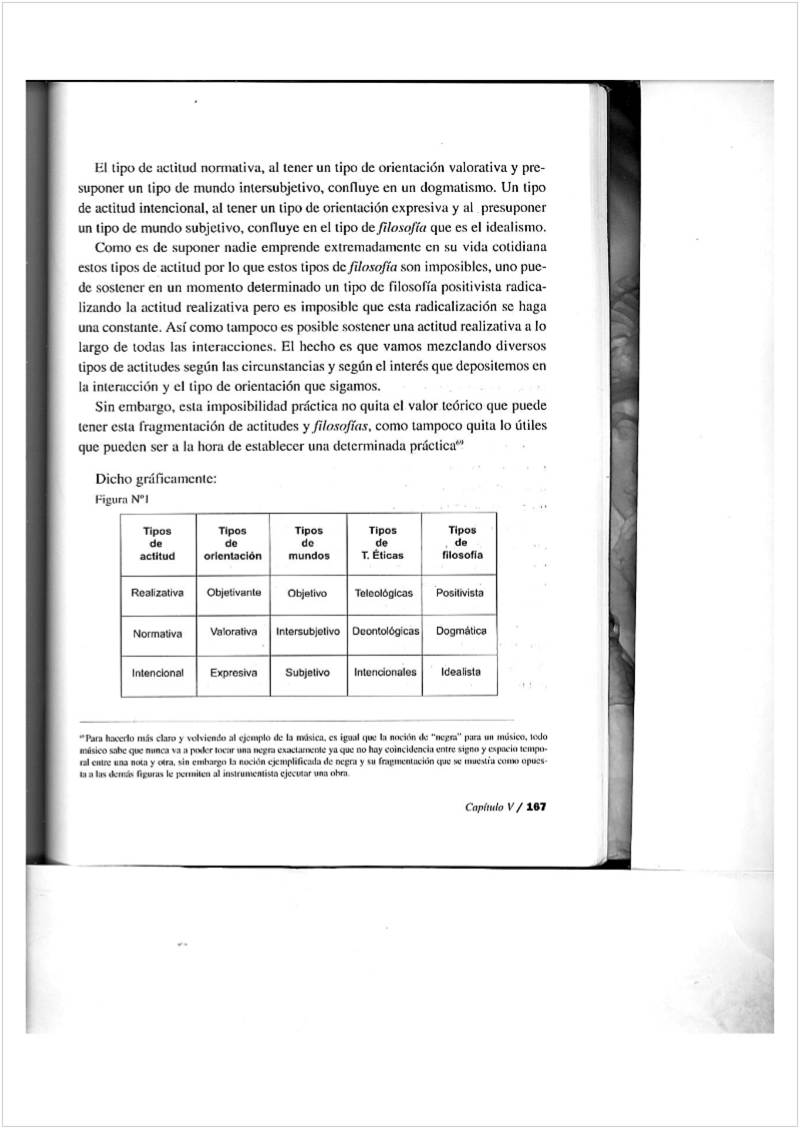 El tipo de actitud normativa, al tener un tipo de orientación valorativa y pre-
suponer un tipo de mundo intersubjetivo, confluye en un dogmatismo. Un tipo
de actitud intencional, al tener un tipo de orientación expresiva y al presuponer
un tipo de mundo subjetivo, confluye en el tipo de filosofía que es el idealismo.
Como es de suponer nadie emprende extremadamente en su vida cotidiana
estos tipos de actitud por lo que estos tipos de filosofía son imposibles, uno pue-
de sostener en un momento determinado un tipo de filosofía positivista radica-
lizando la actitud realizativa pero es imposible que esta radicalización se haga
una constante. Así como tampoco es posible sostener una actitud realizativa a lo
largo de todas las interacciones. El hecho es que vamos mezclando diversos
tipos de actitudes según las circunstancias y según el interés que depositemos en
la interacción y el tipo de orientación que sigamos.
Sin embargo, esta imposibilidad práctica no quita el valor teórico que puede
tener esta fragmentación de actitudes y filosofías, como tampoco quita lo útiles
que pueden ser a la hora de establecer una determinada práctica⁶⁹
Dicho gráficamente:
Figura Nº1
Tipos de actitud | Tipos de orientación | Tipos de mundos | Tipos de T. Éticas | Tipos de filosofía
Realizativa | Objetivante | Objetivo | Teleológicas | Positivista
Normativa | Valorativa | Intersubjetivo | Deontológicas | Dogmática
Intencional | Expresiva | Subjetivo | Intencionales | Idealista
⁶⁹Para hacerlo más claro y volviendo al ejemplo de la música, es igual que la noción de "negra" para un músico, todo
músico sabe que nunca va a poder tocar una negra exactamente ya que no hay coincidencia entre signo y espacio tempo-
ral entre una nota y otra, sin embargo la noción ejemplificada de negra y su fragmentación que se muestra como opues-
ta a las demás figuras le permiten al instrumentista ejecutar una obra.
Capítulo V / 167